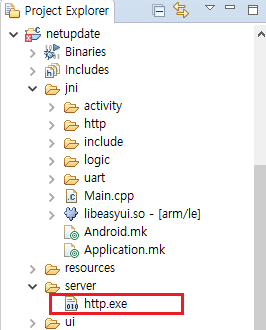 Project Explorer
netupdate
Binaries
Includes
jni
activity
http
include
logic
uart
Main.cpp
libeasyui.so - [arm/le]
Android.mk
Application.mk
resources
server
http.exe
ui